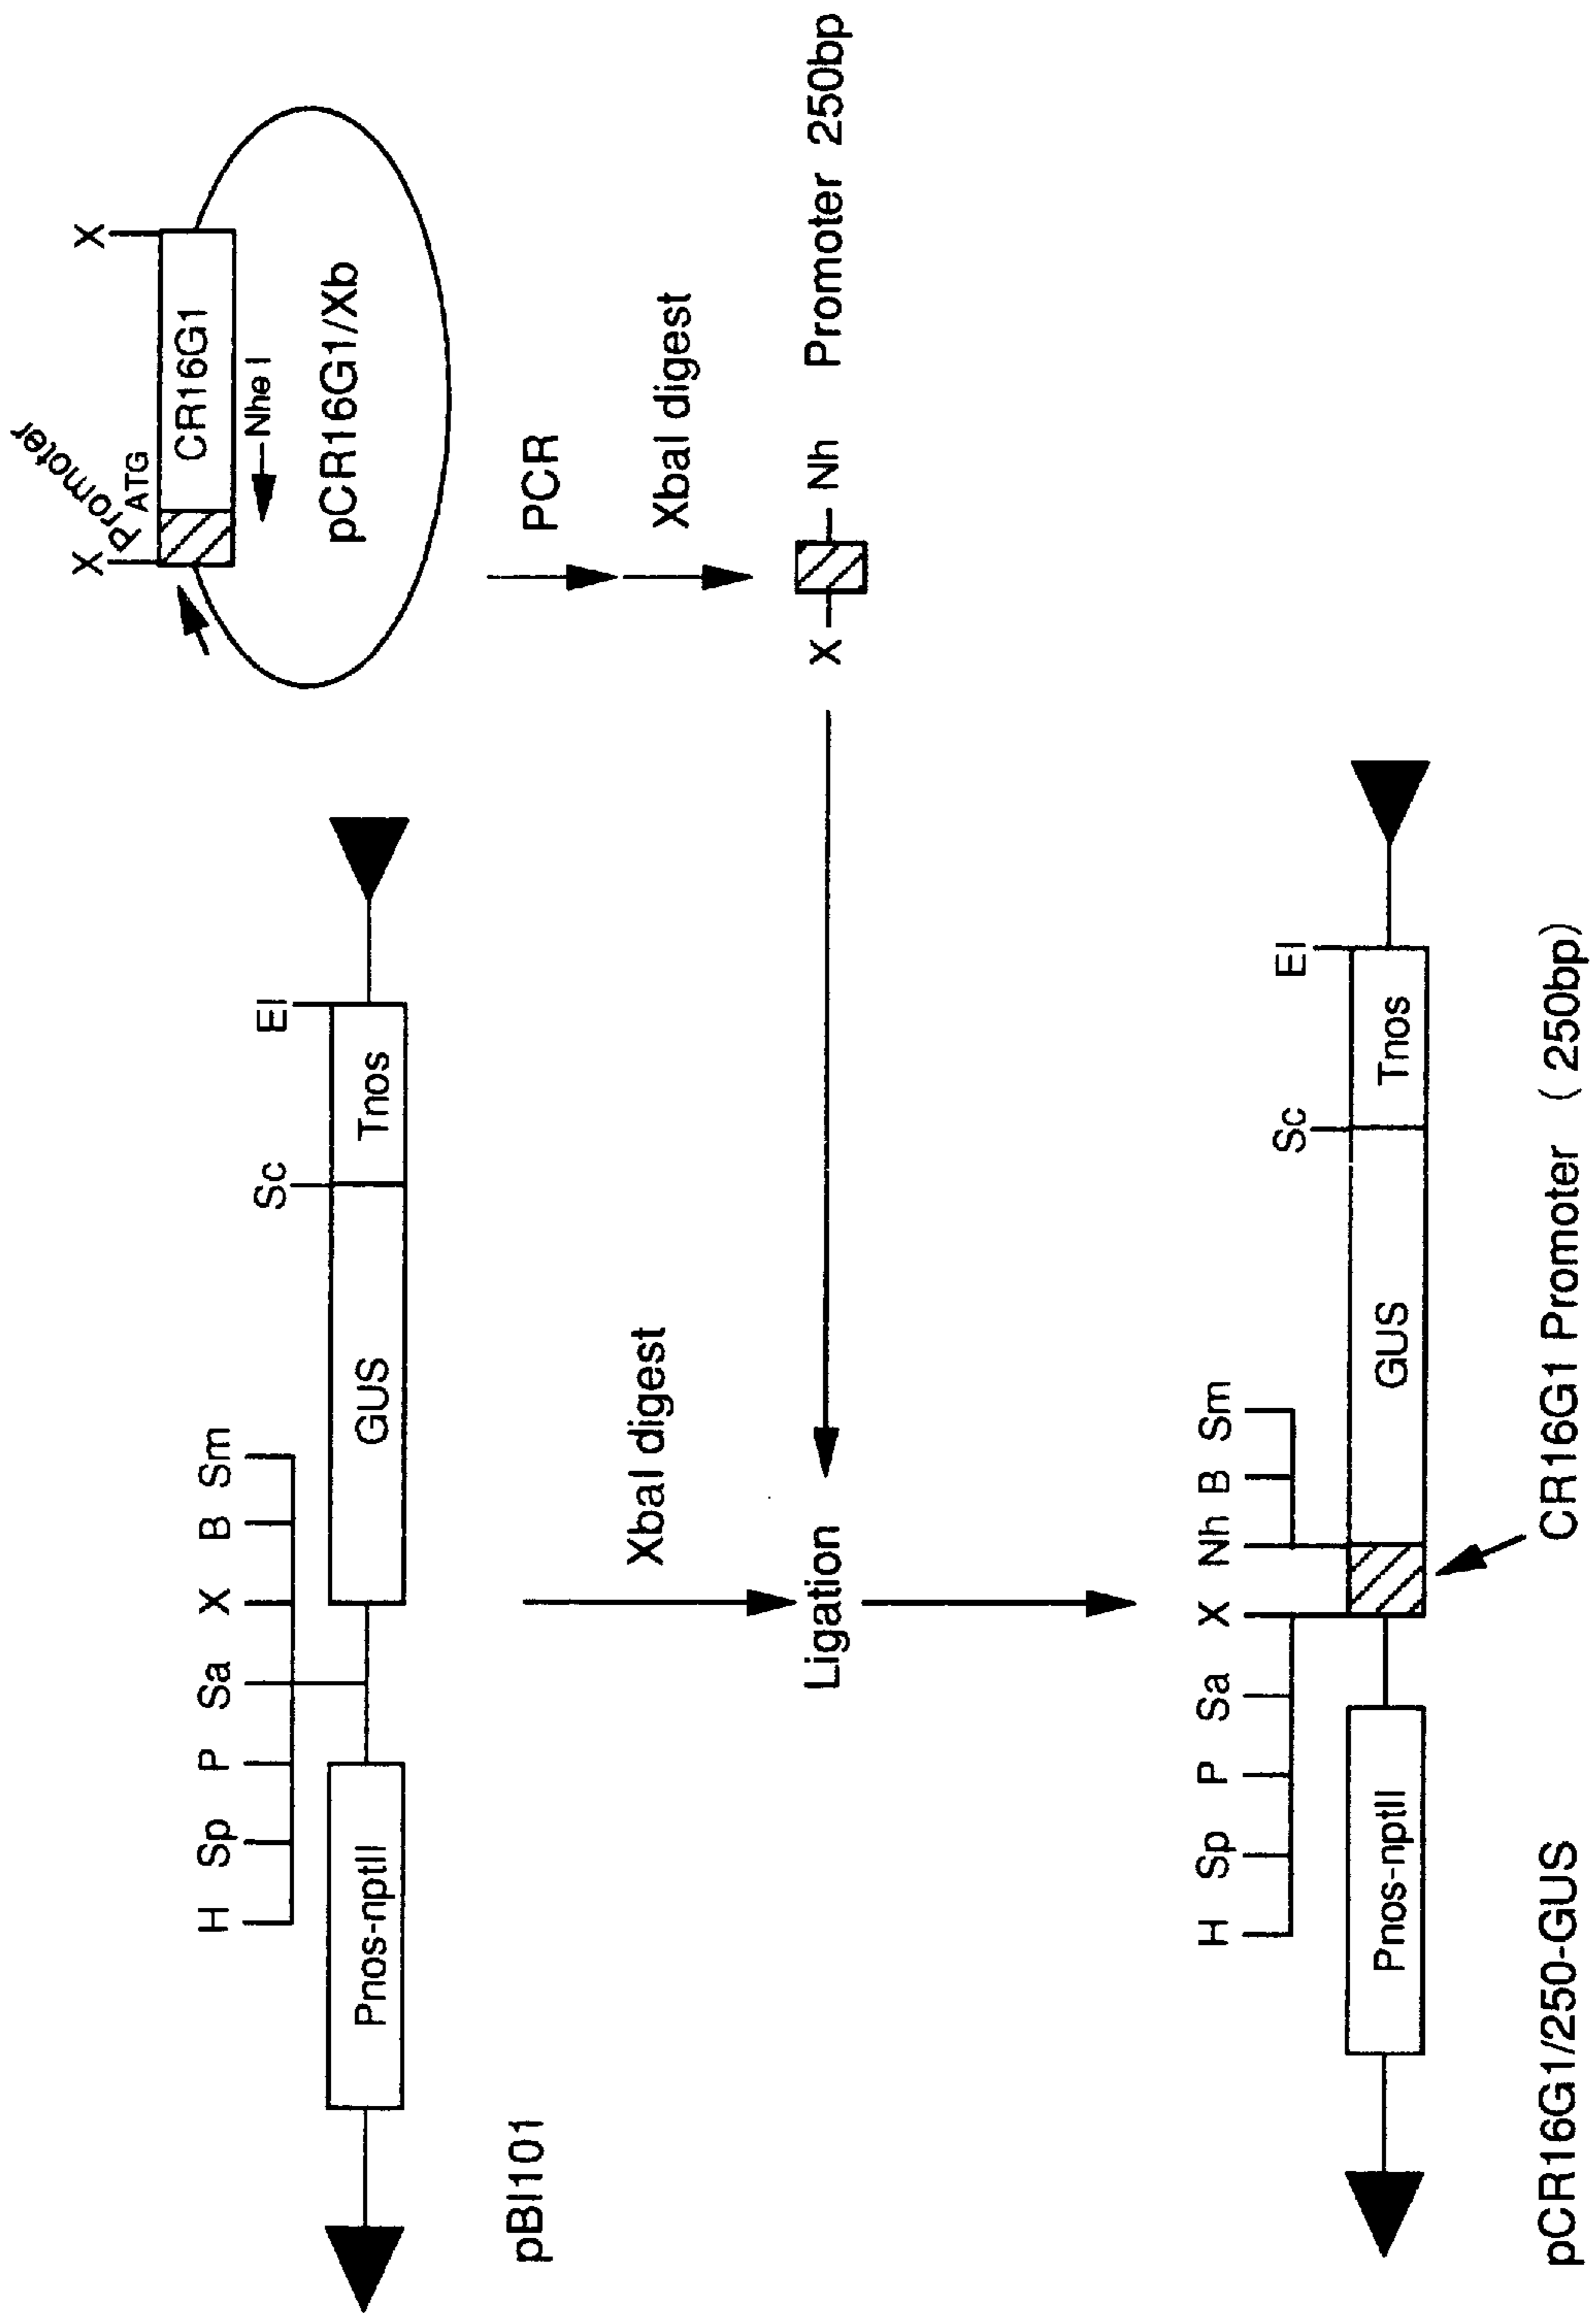 H Sp P Sa X B Sm
Sc
EI
Pnos-nptII
GUS
Tnos
pBI101
X
Promoter
ATG
X
CR16G1
Nhe I
pCR16G1/Xb
PCR
XbaI digest
X
Nh
Promoter 250bp
XbaI digest
Ligation
H Sp P Sa X Nh B Sm
Sc
EI
Pnos-nptII
GUS
Tnos
pCR16G1/250-GUS
CR16G1 Promoter ( 250bp)